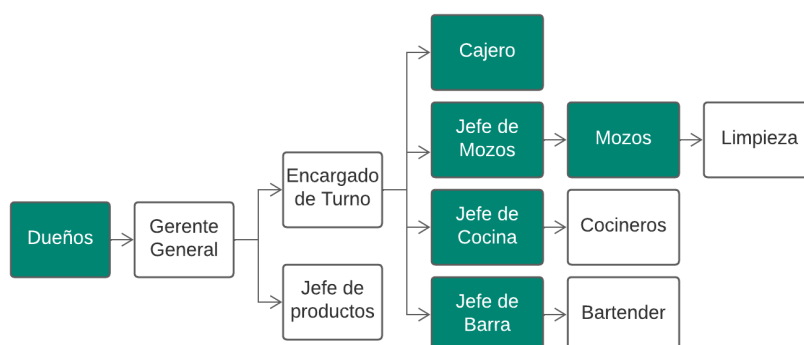 Cajero
Jefe de
Mozos
Mozos
Limpieza
Encargado
de Turno
Dueños
Gerente
General
Jefe de
Cocina
Cocineros
Jefe de
productos
Jefe de
Barra
Bartender